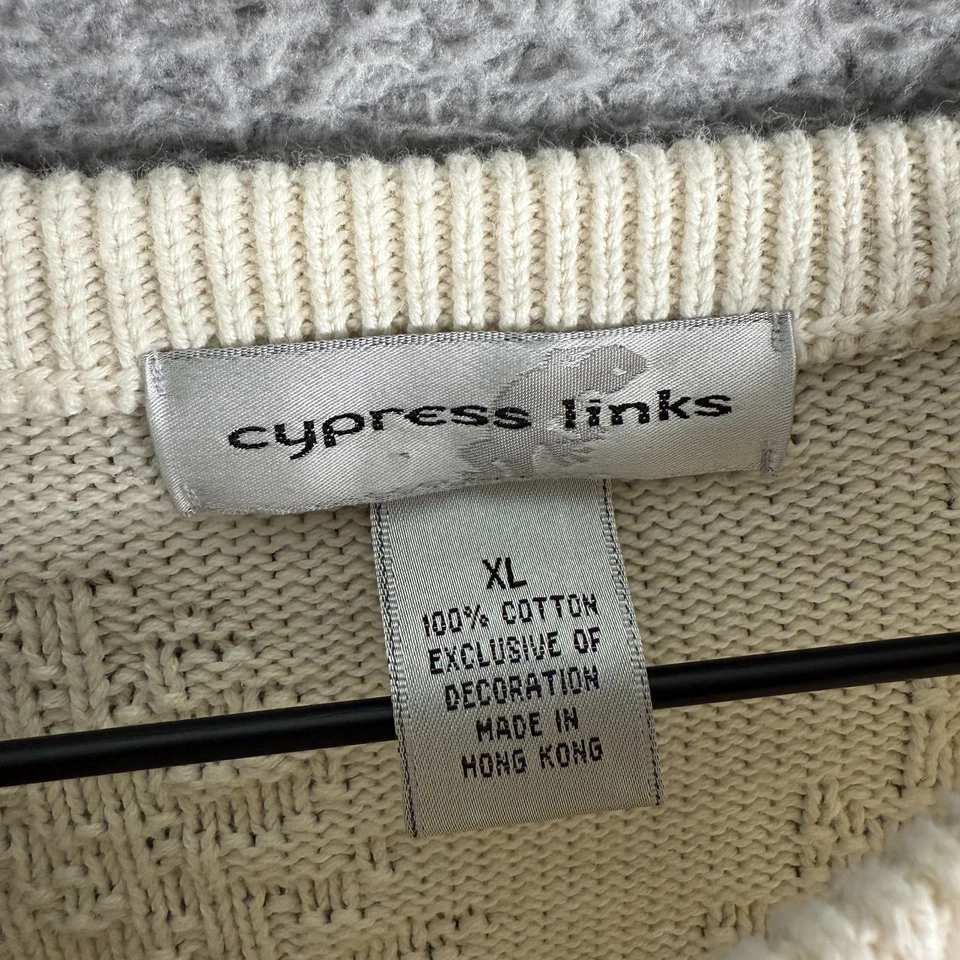 cypress links
XL
100% COTTON
EXCLUSIVE OF
DECORATION
MADE IN
HONG KONG